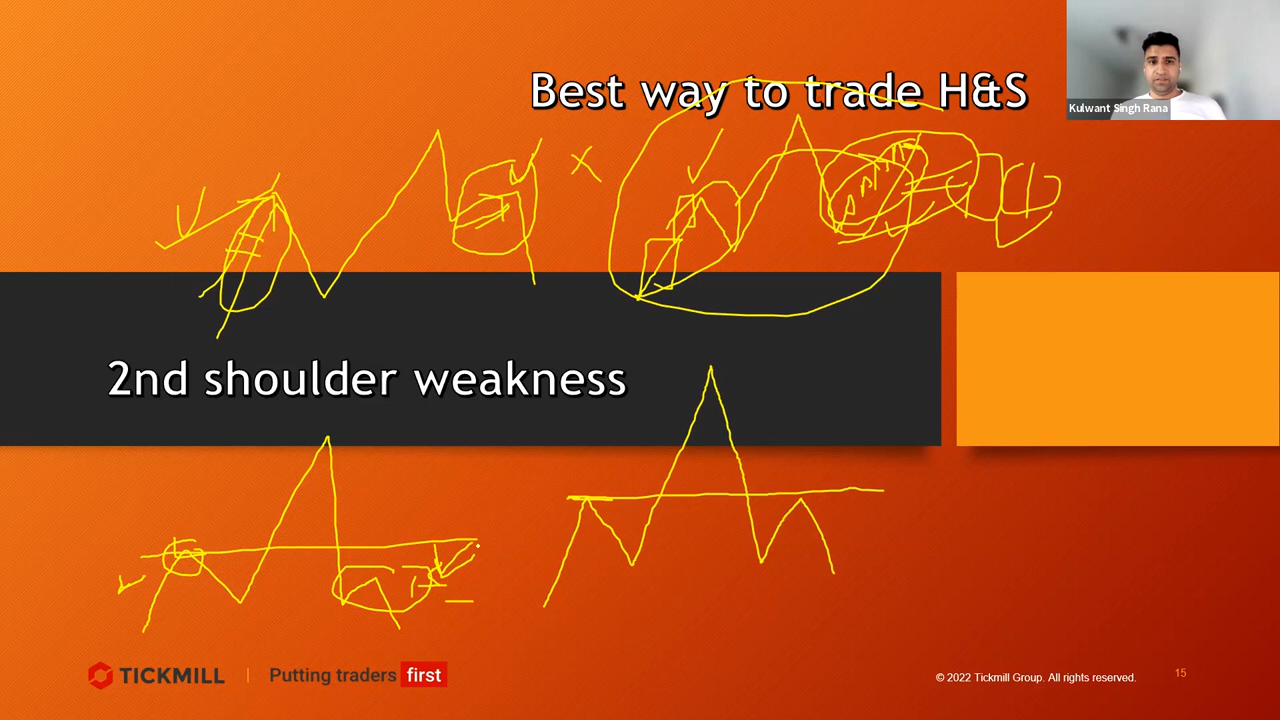 Best way to trade H&S
Kulwant Singh Rana
2nd shoulder weakness
TICKMILL | Putting traders first
© 2022 Tickmill Group. All rights reserved.
15